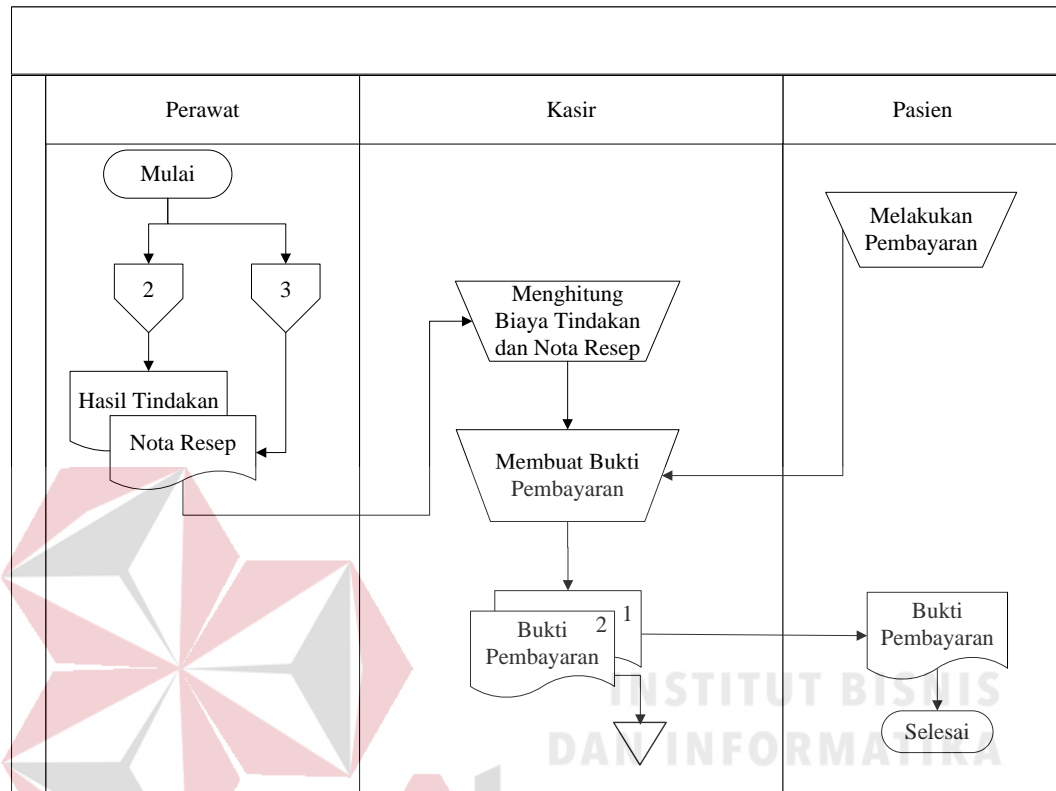 Perawat
Kasir
Pasien
Mulai
2
3
Hasil Tindakan
Nota Resep
Menghitung
Biaya Tindakan
dan Nota Resep
Membuat Bukti
Pembayaran
1
2
Bukti
Pembayaran
Melakukan
Pembayaran
Bukti
Pembayaran
Selesai
INSTITUT BISNIS
DAN INFORMATIKA